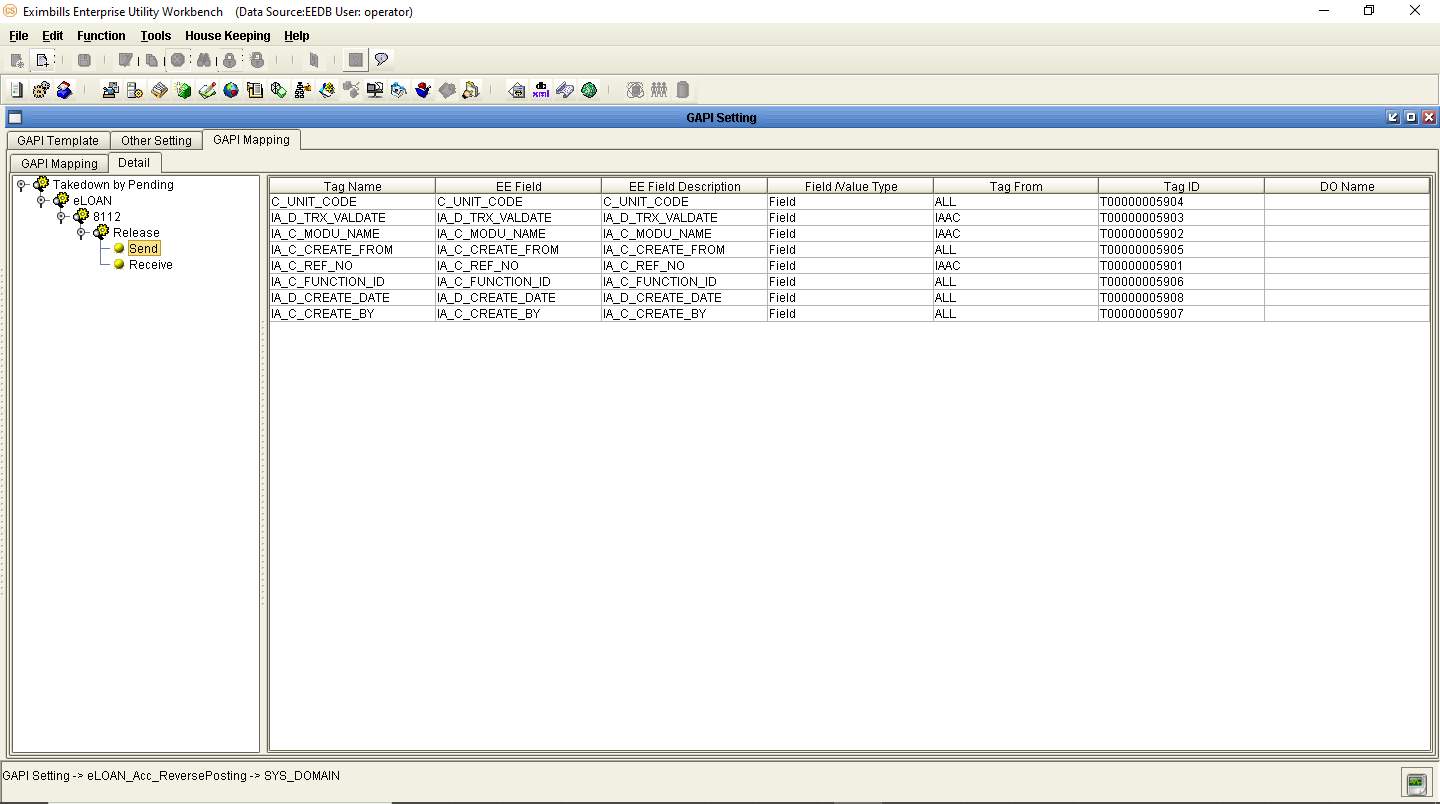 Eximbills Enterprise Utility Workbench (Data Source:EEDB User: operator)
File Edit Function Tools House Keeping Help
GAPI Setting
GAPI Template Other Setting GAPI Mapping
GAPI Mapping Detail
Takedown by Pending
eLOAN
8112
Release
Send
Receive
Tag Name EE Field EE Field Description Field /Value Type Tag From Tag ID DO Name
C_UNIT_CODE C_UNIT_CODE C_UNIT_CODE Field ALL T00000005904
IA_D_TRX_VALDATE IA_D_TRX_VALDATE IA_D_TRX_VALDATE Field IAAC T00000005903
IA_C_MODU_NAME IA_C_MODU_NAME IA_C_MODU_NAME Field IAAC T00000005902
IA_C_CREATE_FROM IA_C_CREATE_FROM IA_C_CREATE_FROM Field ALL T00000005905
IA_C_REF_NO IA_C_REF_NO IA_C_REF_NO Field IAAC T00000005901
IA_C_FUNCTION_ID IA_C_FUNCTION_ID IA_C_FUNCTION_ID Field ALL T00000005906
IA_D_CREATE_DATE IA_D_CREATE_DATE IA_D_CREATE_DATE Field ALL T00000005908
IA_C_CREATE_BY IA_C_CREATE_BY IA_C_CREATE_BY Field ALL T00000005907
GAPI Setting -> eLOAN_Acc_ReversePosting -> SYS_DOMAIN